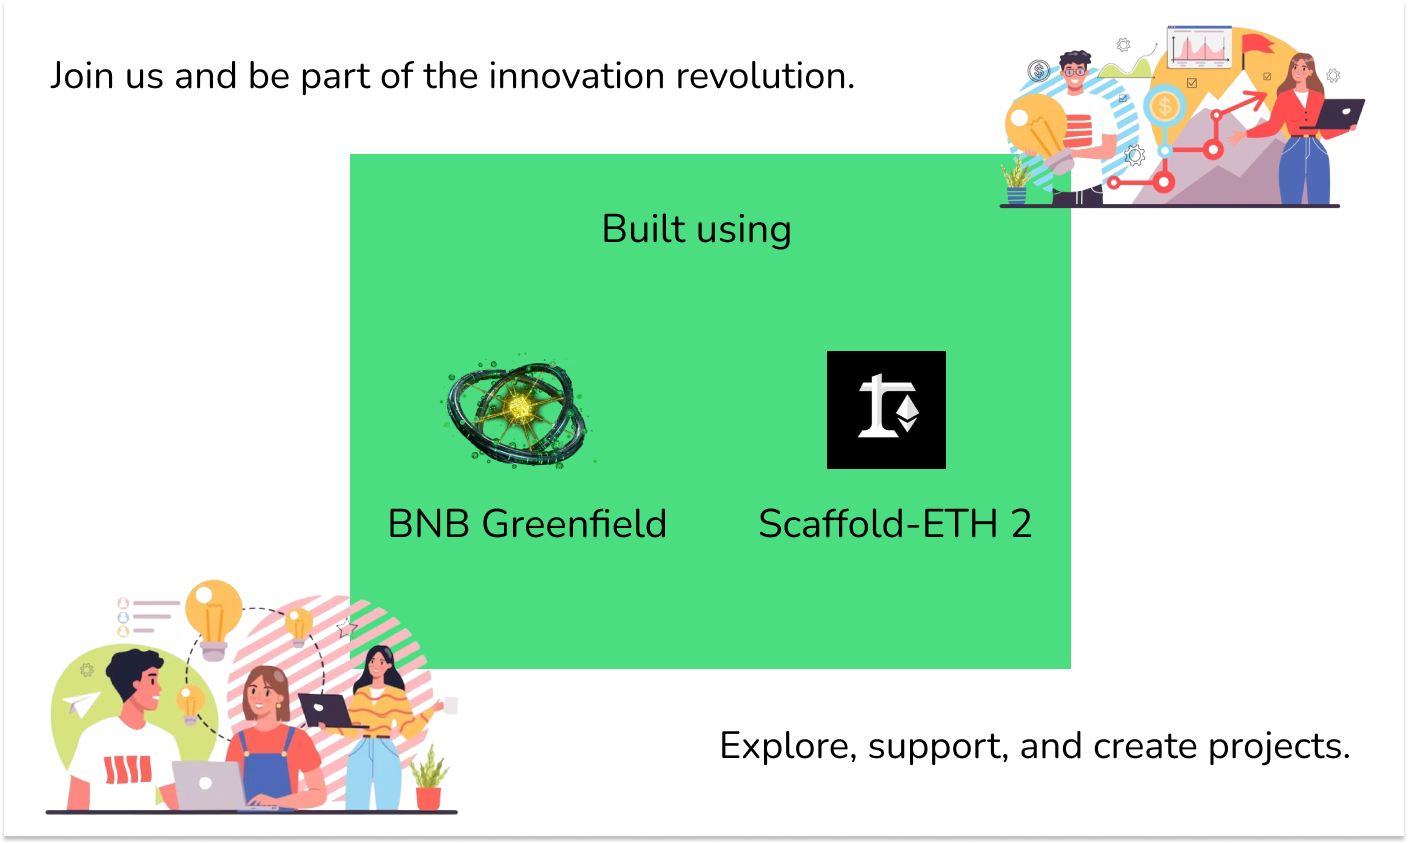 Join us and be part of the innovation revolution.
Built using
BNB Greenfield
Scaffold-ETH 2
Explore, support, and create projects.